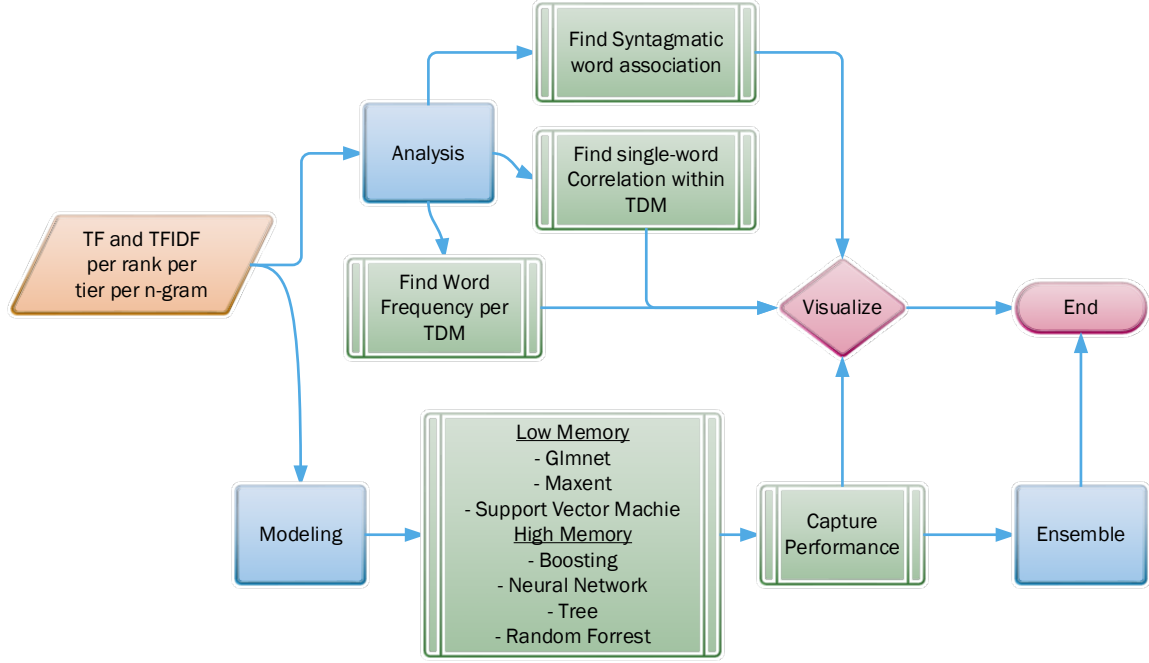 Find Syntagmatic
word association
Analysis
Find single-word
Correlation within
TDM
TF and TFIDF
per rank per
tier per n-gram
Find Word
Frequency per
TDM
Visualize
End
Low Memory
- Glmnet
- Maxent
- Support Vector Machie
High Memory
- Boosting
- Neural Network
- Tree
- Random Forrest
Modeling
Capture
Performance
Ensemble